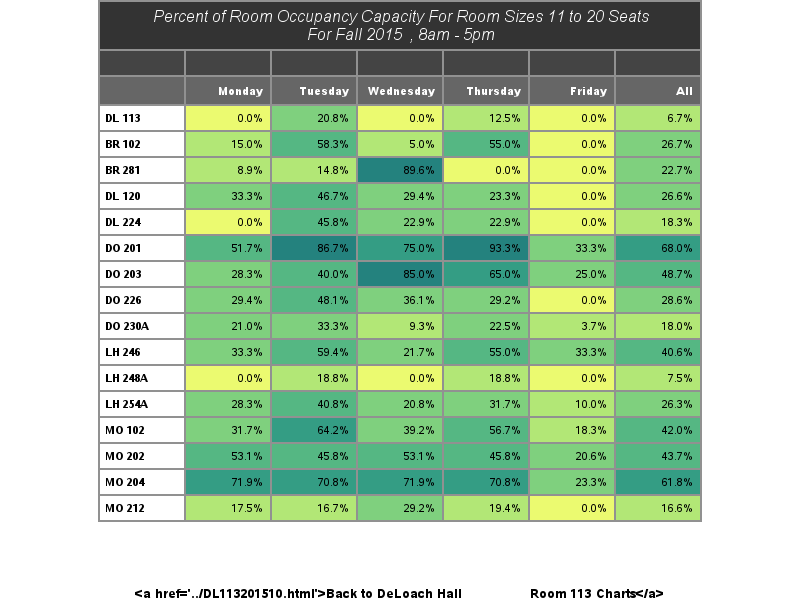 Percent of Room Occupancy Capacity For Room Sizes 11 to 20 Seats
For Fall 2015 , 8am - 5pm
Monday Tuesday Wednesday Thursday Friday All
DL 113 0.0% 20.8% 0.0% 12.5% 0.0% 6.7%
BR 102 15.0% 58.3% 5.0% 55.0% 0.0% 26.7%
BR 281 8.9% 14.8% 89.6% 0.0% 0.0% 22.7%
DL 120 33.3% 46.7% 29.4% 23.3% 0.0% 26.6%
DL 224 0.0% 45.8% 22.9% 22.9% 0.0% 18.3%
DO 201 51.7% 86.7% 75.0% 93.3% 33.3% 68.0%
DO 203 28.3% 40.0% 85.0% 65.0% 25.0% 48.7%
DO 226 29.4% 48.1% 36.1% 29.2% 0.0% 28.6%
DO 230A 21.0% 33.3% 9.3% 22.5% 3.7% 18.0%
LH 246 33.3% 59.4% 21.7% 55.0% 33.3% 40.6%
LH 248A 0.0% 18.8% 0.0% 18.8% 0.0% 7.5%
LH 254A 28.3% 40.8% 20.8% 31.7% 10.0% 26.3%
MO 102 31.7% 64.2% 39.2% 56.7% 18.3% 42.0%
MO 202 53.1% 45.8% 53.1% 45.8% 20.6% 43.7%
MO 204 71.9% 70.8% 71.9% 70.8% 23.3% 61.8%
MO 212 17.5% 16.7% 29.2% 19.4% 0.0% 16.6%
<a href='../DL113201510.html'>Back to DeLoach Hall Room 113 Charts</a>